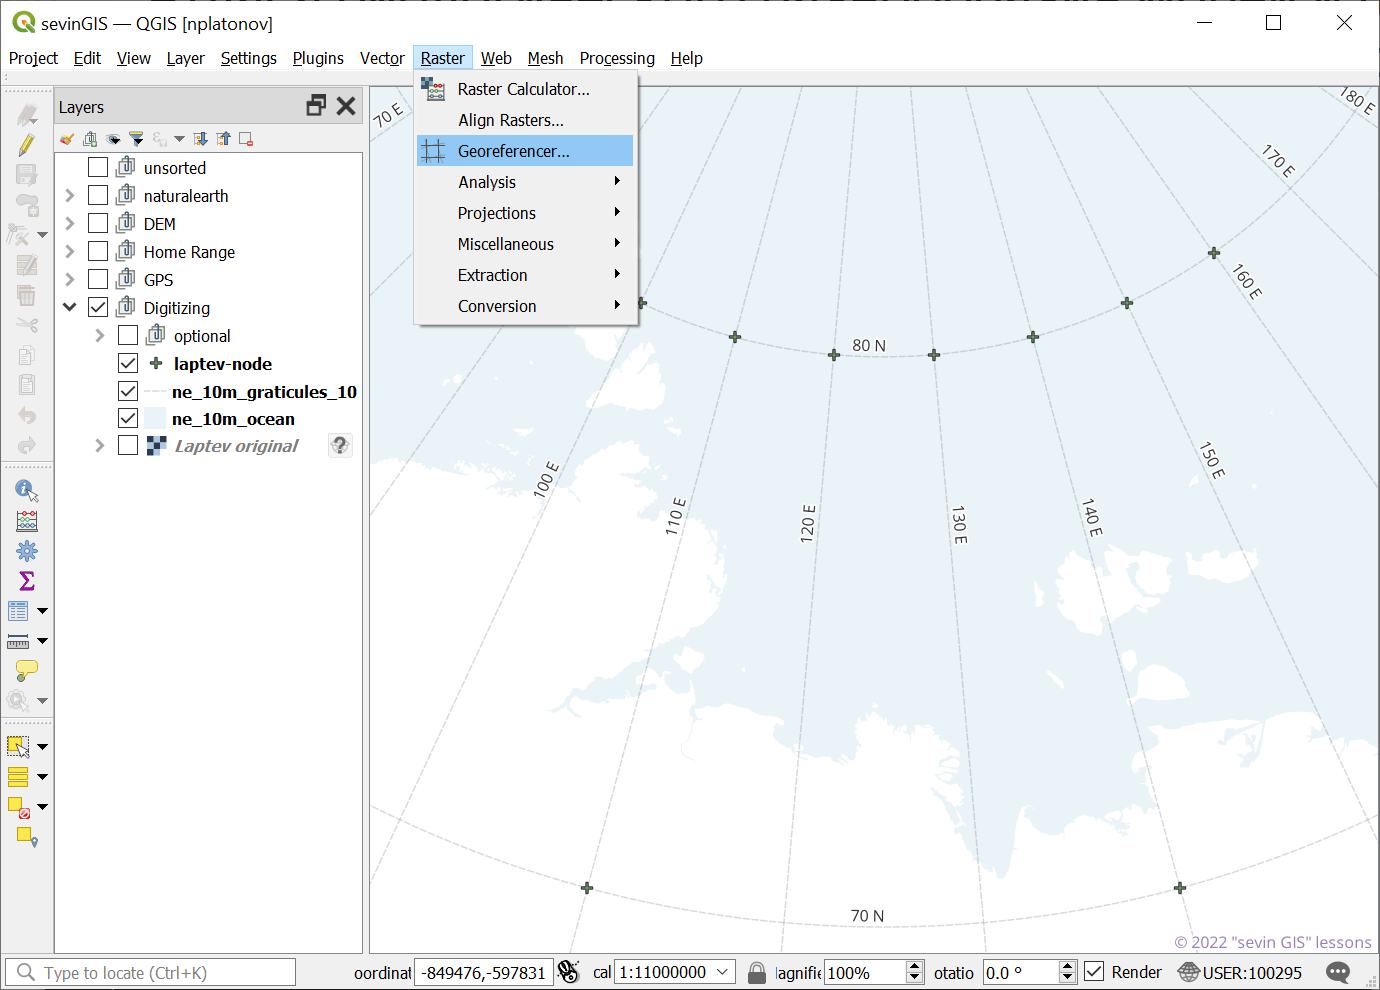 sevinGIS — QGIS [nplatonov]
Project Edit View Layer Settings Plugins Vector Raster Web Mesh Processing Help
Layers
unsorted
naturalearth
DEM
Home Range
GPS
Digitizing
optional
laptev-node
ne_10m_graticules_10
ne_10m_ocean
Laptev original
Raster Calculator...
Align Rasters...
Georeferencer...
Analysis
Projections
Miscellaneous
Extraction
Conversion
70 E
180 E
170 E
160 E
80 N
150 E
100 E
110 E
120 E
130 E
140 E
70 N
© 2022 "sevin GIS" lessons
Type to locate (Ctrl+K) oordinat -849476,-597831 cal 1:11000000 lagnifie 100% otatio 0.0 ° Render USER:100295